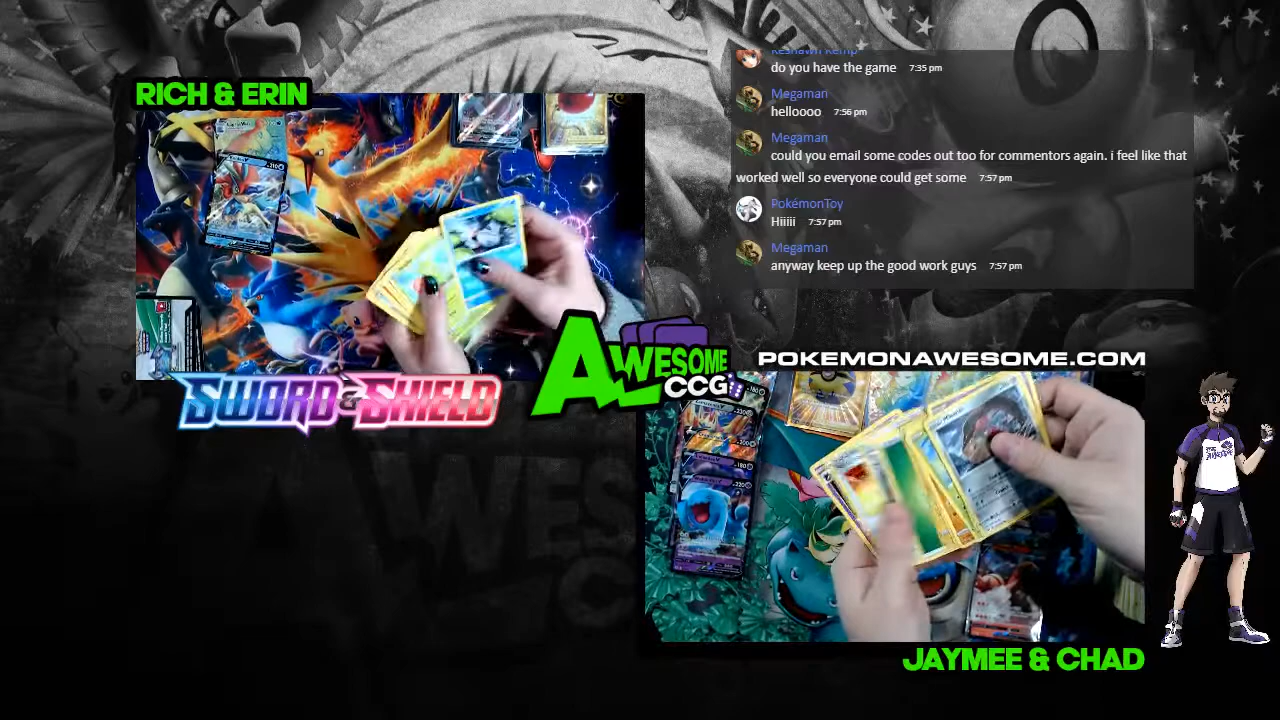 RICH & ERIN
do you have the game 7:35 pm
Megaman
helloooo 7:56 pm
Megaman
could you email some codes out too for commentors again. i feel like that
worked well so everyone could get some 7:57 pm
PokémonToy
Hiiiii 7:57 pm
Megaman
anyway keep up the good work guys 7:57 pm
SWORD & SHIELD
AWESOME
CCG
POKEMONAWESOME.COM
JAYMEE & CHAD